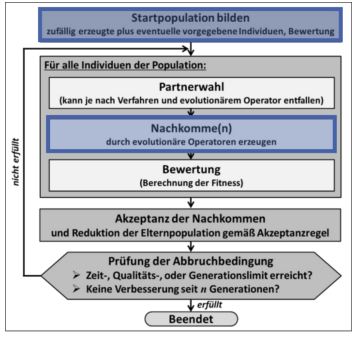 Startpopulation bilden
zufällig erzeugte plus eventuelle vorgegebene Individuen, Bewertung
Für alle Individuen der Population:
Partnerwahl
(kann je nach Verfahren und evolutionärem Operator entfallen)
Nachkomme(n)
durch evolutionäre Operatoren erzeugen
Bewertung
(Berechnung der Fitness)
nicht erfüllt
Akzeptanz der Nachkommen
und Reduktion der Elternpopulation gemäß Akzeptanzregel
Prüfung der Abbruchbedingung
➢ Zeit-, Qualitäts-, oder Generationslimit erreicht?
➢ Keine Verbesserung seit n Generationen?
erfüllt
Beendet